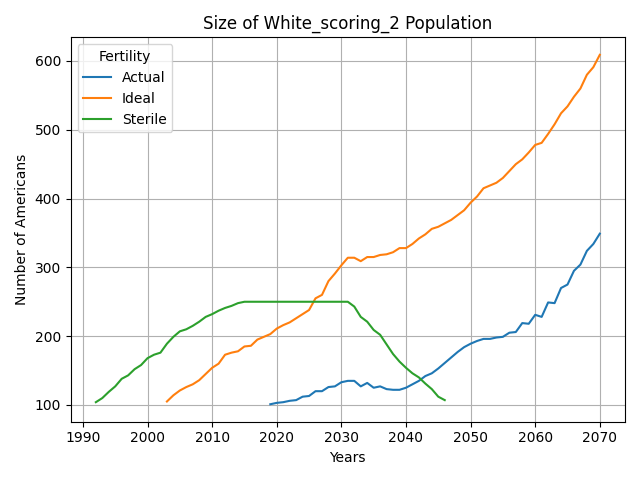 Size of White_scoring_2 Population
Fertility
Actual
Ideal
Sterile
Number of Americans
600
500
400
300
200
100
1990 2000 2010 2020 2030 2040 2050 2060 2070
Years